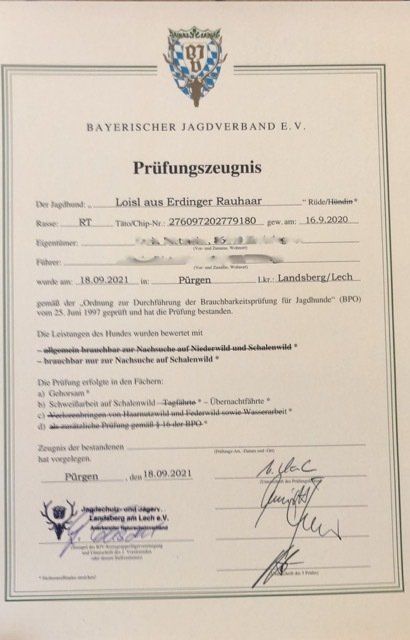 BAYERISCHER JAGDVERBAND E.V.
Prüfungszeugnis
Der Jagdhund: „ Loisl aus Erdinger Rauhaar “ Rüde/Hündin *
Rasse: RT Täto/Chip-Nr.: 276097202779180 gew. am: 16.9.2020
Eigentümer:
(Vor- und Zuname, Wohnort)
Führer:
(Vor- und Zuname, Wohnort)
wurde am: 18.09.2021 in: Pürgen Lkr.: Landsberg/Lech
gemäß der „Ordnung zur Durchführung der Brauchbarkeitsprüfung für Jagdhunde“ (BPO)
vom 25. Juni 1997 geprüft und hat die Prüfung bestanden.
Die Leistungen des Hundes wurden bewertet mit
– allgemein brauchbar zur Nachsuche auf Niederwild und Schalenwild *
– brauchbar nur zur Nachsuche auf Schalenwild *
Die Prüfung erfolgte in den Fächern:
a) Gehorsam *
b) Schweißarbeit auf Schalenwild – Tagfährte * – Übernachtfährte *
c) Verlorenbringen von Haarnutzwild und Federwild sowie Wasserarbeit *
d) als zusätzliche Prüfung gemäß § 16 der BPO *
Zeugnis der bestandenen
(Prüfungs-Art, -Datum und -Ort)
hat vorgelegen.
Pürgen , den 18.09.2021
Jagdschutz- und Jägerv.
Landsberg am Lech e.V.
* Nichtzutreffendes streichen!